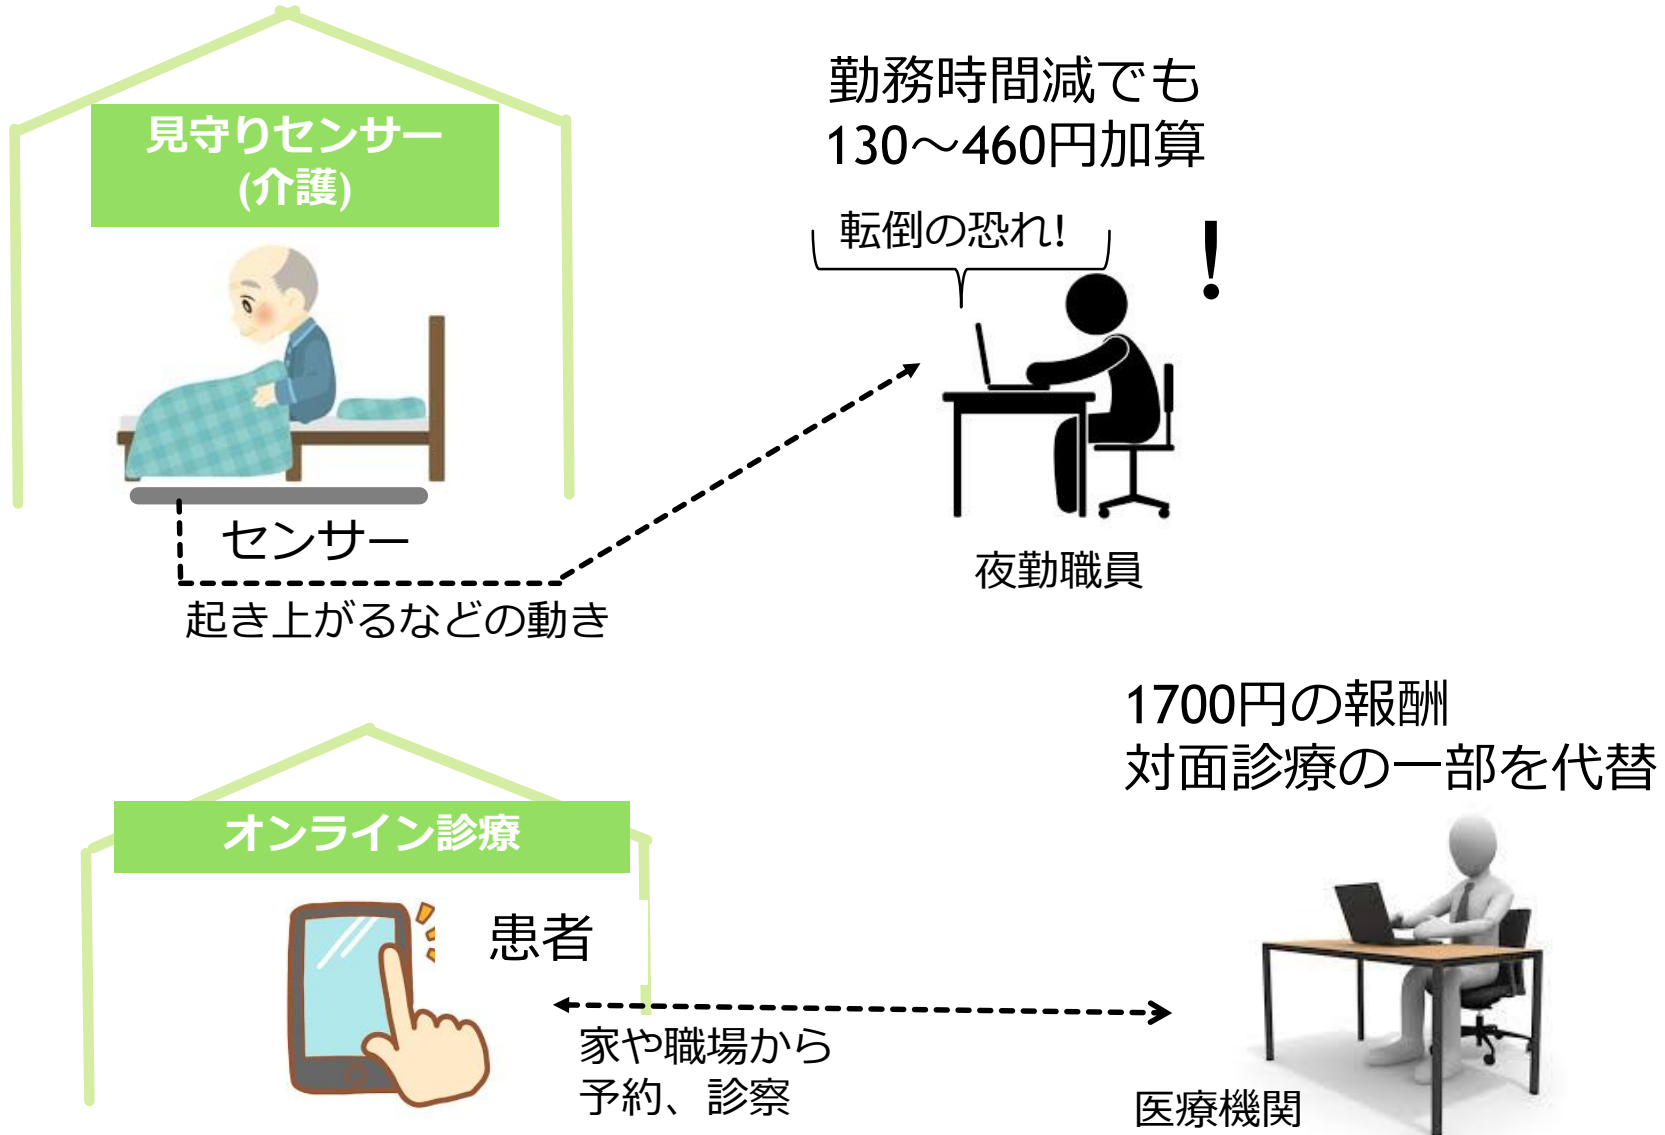 見守りセンサー
(介護)
勤務時間減でも
130～460円加算
転倒の恐れ!
!
センサー
起き上がるなどの動き
夜勤職員
オンライン診療
患者
家や職場から
予約、診察
1700円の報酬
対面診療の一部を代替
医療機関